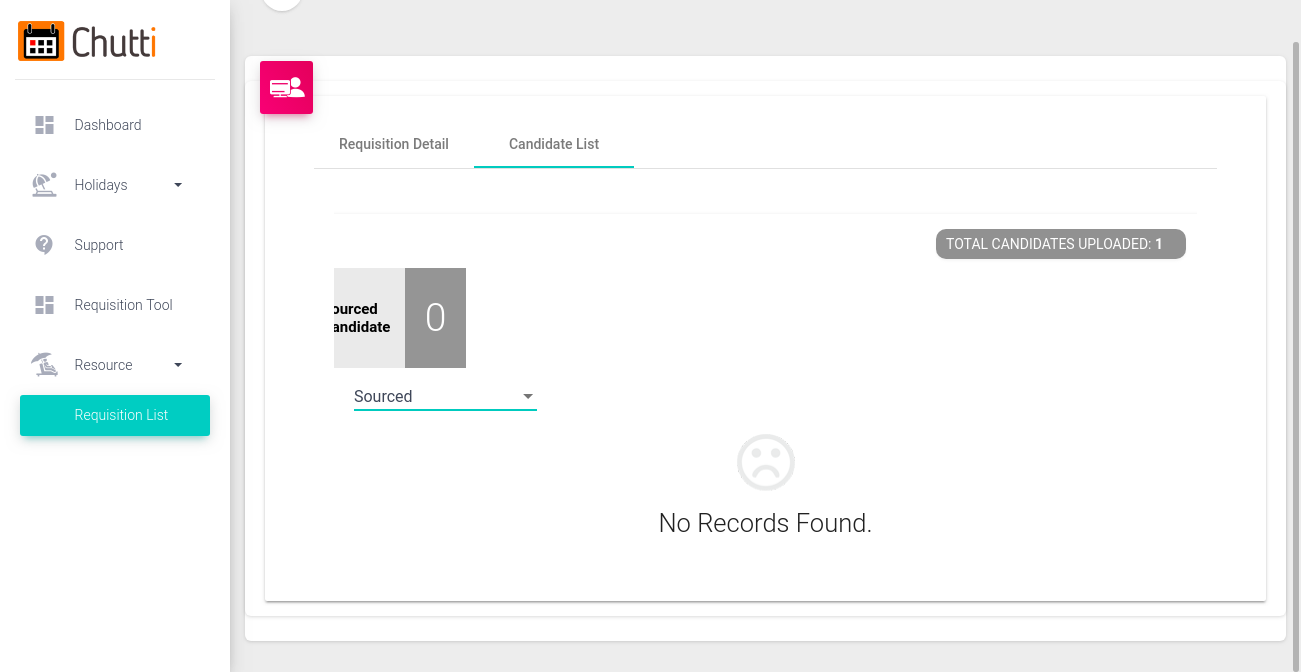 Chutti
Dashboard
Holidays
Support
Requisition Tool
Resource
Requisition List
Requisition Detail
Candidate List
TOTAL CANDIDATES UPLOADED: 1
ourced
andidate
0
Sourced
No Records Found.